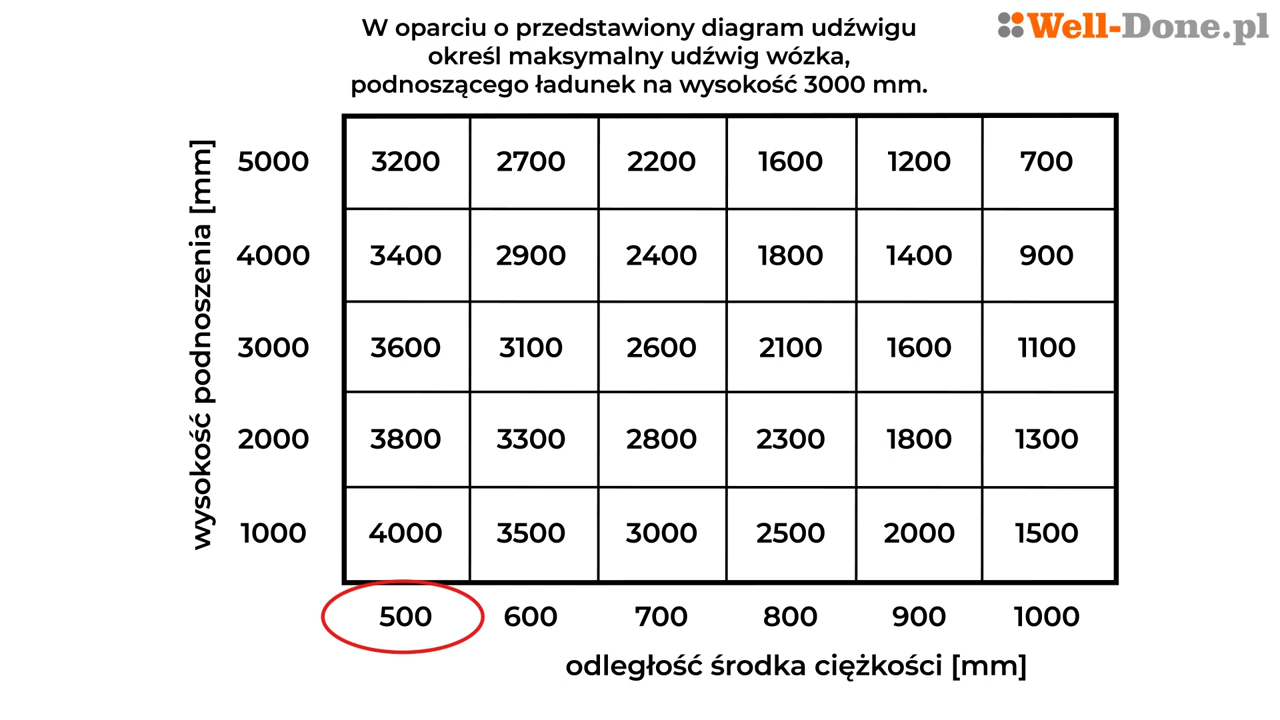 W oparciu o przedstawiony diagram udźwigu
określ maksymalny udźwig wózka,
podnoszącego ładunek na wysokość 3000 mm.
Well-Done.pl
wysokość podnoszenia [mm]
5000 3200 2700 2200 1600 1200 700
4000 3400 2900 2400 1800 1400 900
3000 3600 3100 2600 2100 1600 1100
2000 3800 3300 2800 2300 1800 1300
1000 4000 3500 3000 2500 2000 1500
500 600 700 800 900 1000
odległość środka ciężkości [mm]